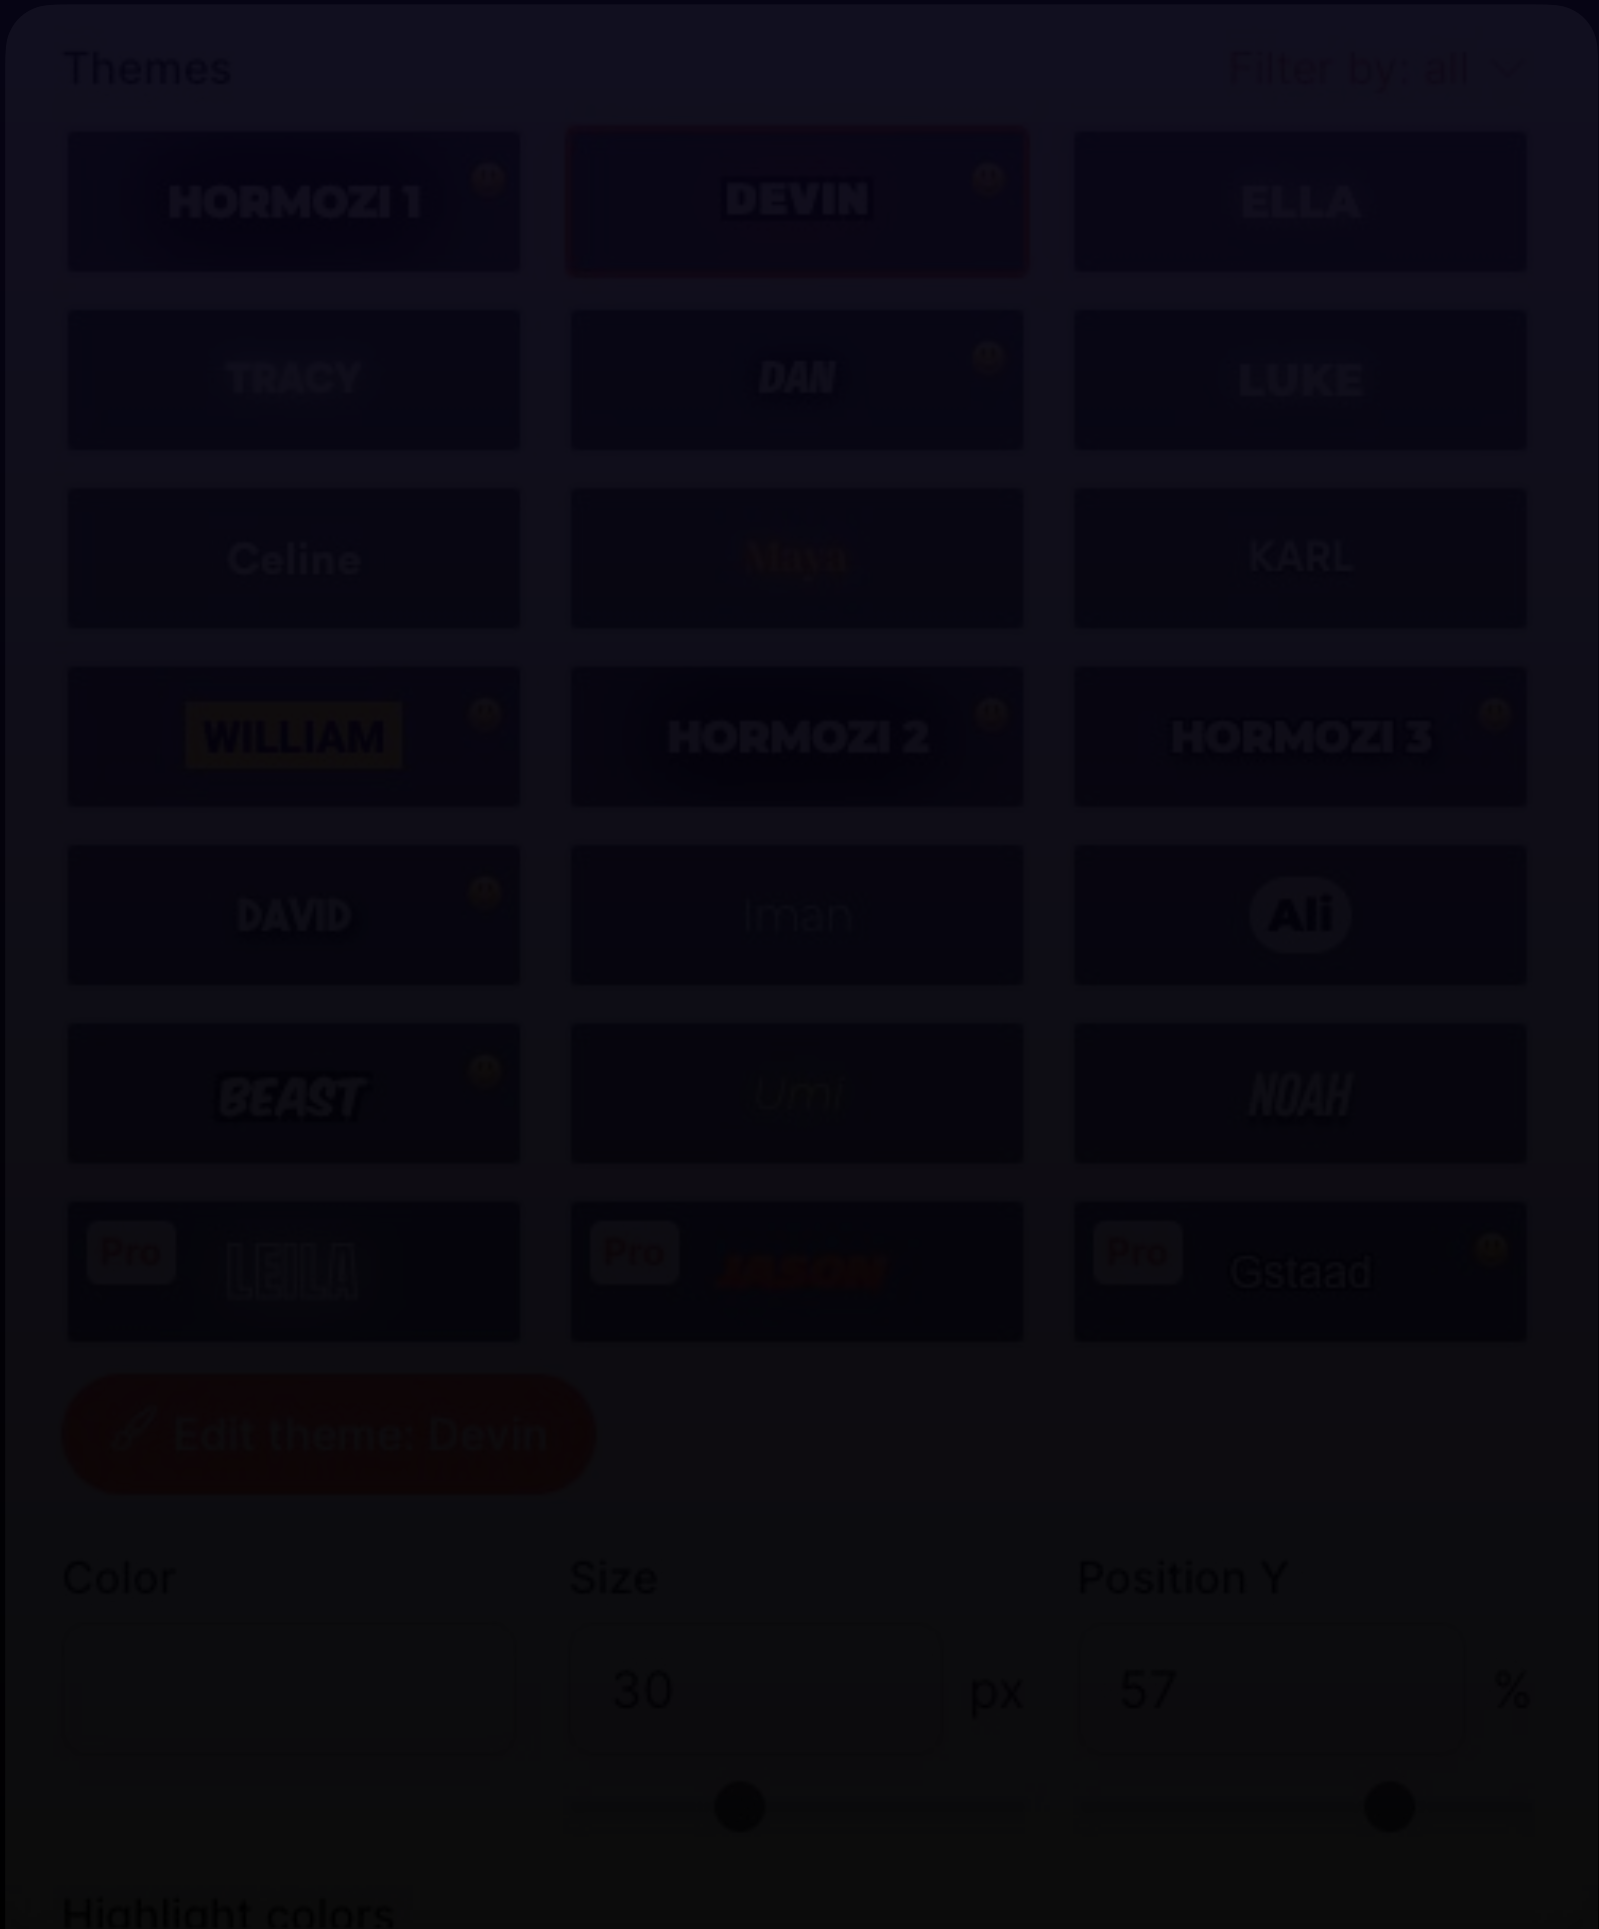 Themes Filter by: all
HORMOZI 1 DEVIN ELLA
TRACY DAN LUKE
Celine Maya KARL
WILLIAM HORMOZI 2 HORMOZI 3
DAVID Iman Ali
BEAST Umi NOAH
Pro LEILA Pro JASON Pro Gstaad
Edit theme: Devin
Color Size Position Y
30 px 57 %
Highlight colors